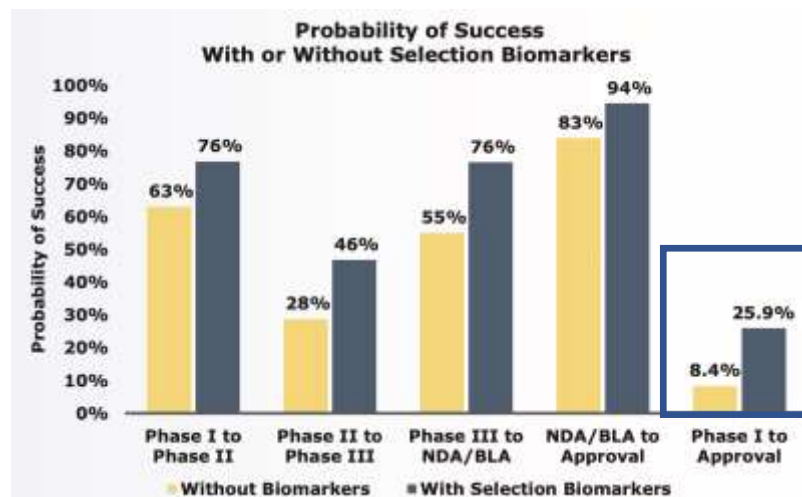 Probability of Success
With or Without Selection Biomarkers
Probability of Success
100%
90%
80%
70%
60%
50%
40%
30%
20%
10%
0%
63%
76%
28%
46%
55%
76%
83%
94%
8.4%
25.9%
Phase I to
Phase II
Phase II to
Phase III
Phase III to
NDA/BLA
NDA/BLA to
Approval
Phase I to
Approval
Without Biomarkers
With Selection Biomarkers